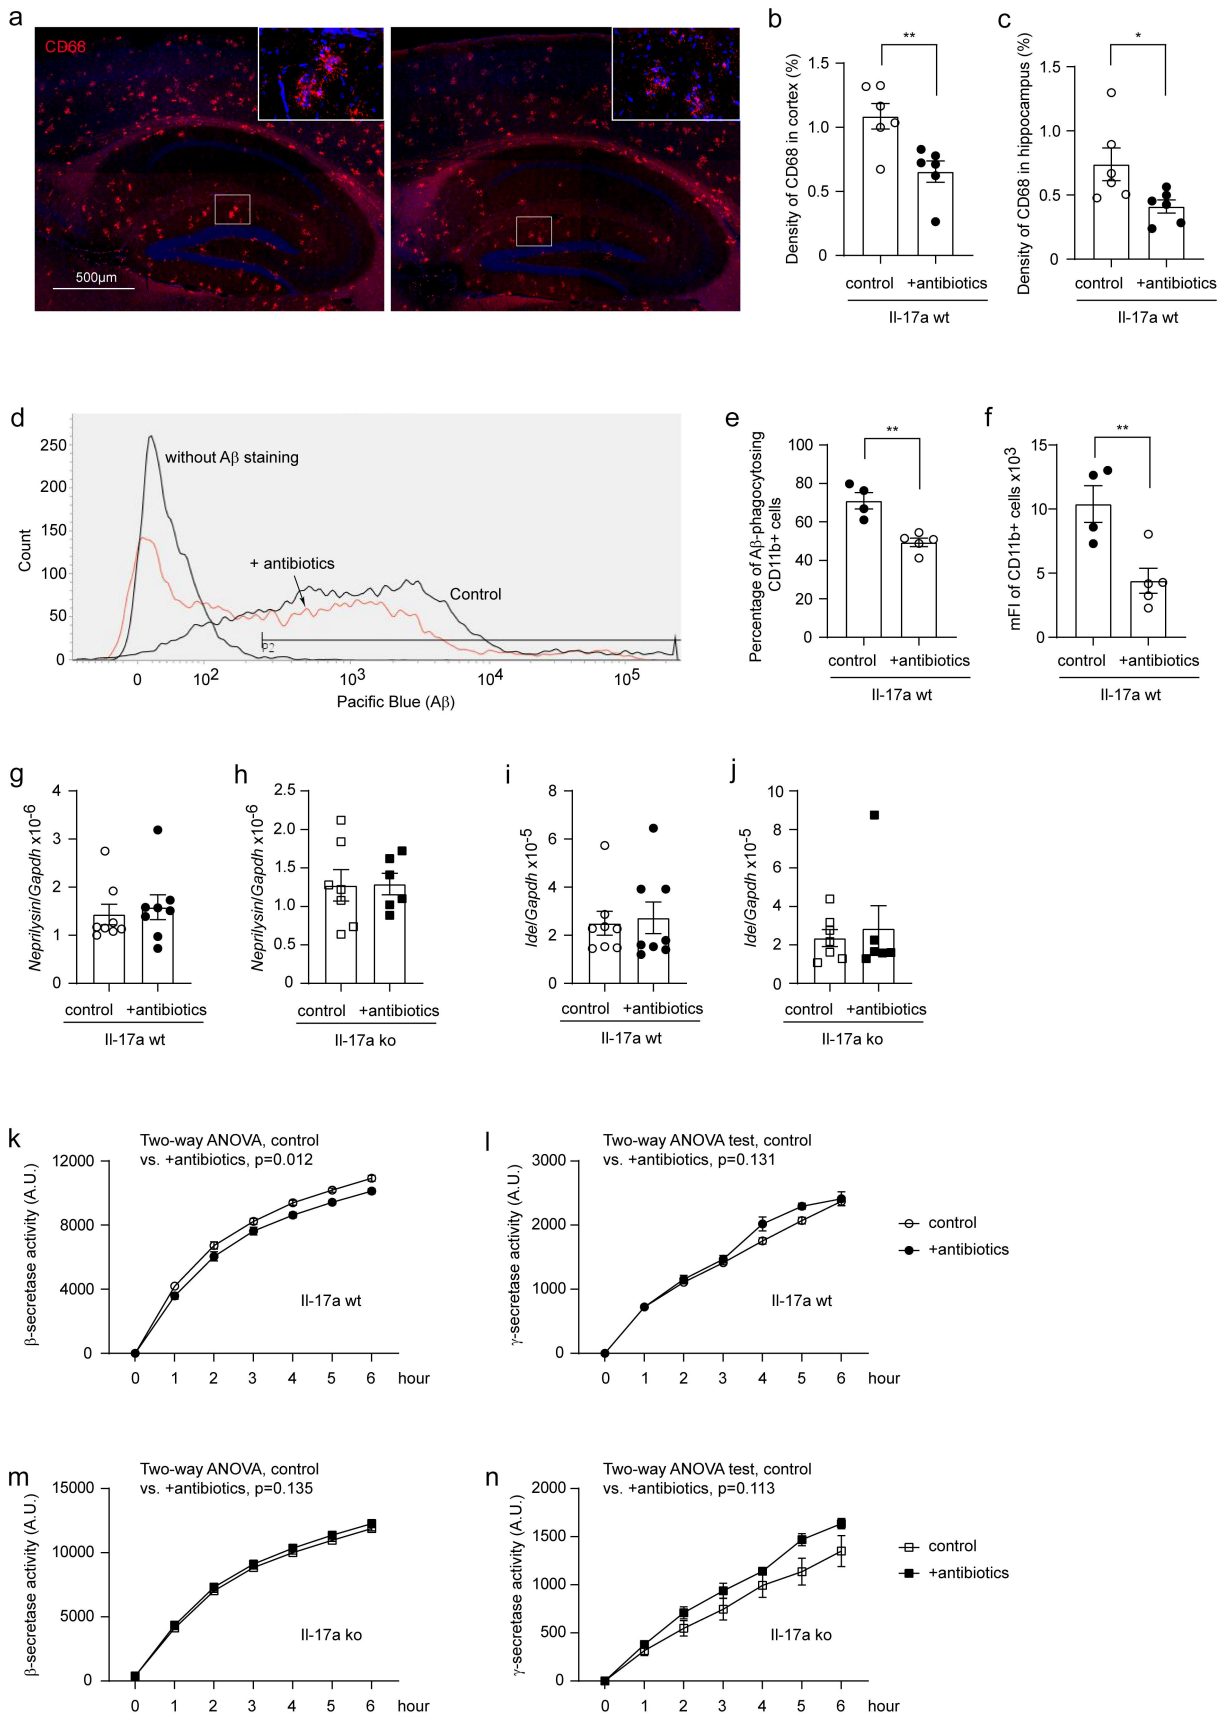 a
CD68
500µm
b
**
Density of CD68 in cortex (%)
1.5
1.0
0.5
0
control +antibiotics
Il-17a wt
c
*
Density of CD68 in hippocampus (%)
1.5
1.0
0.5
0
control +antibiotics
Il-17a wt
d
Count
250
200
150
100
50
0
without Aβ staining
+ antibiotics
Control
P2
0 10² 10³ 10⁴ 10⁵
Pacific Blue (Aβ)
e
**
Percentage of Aβ-phagocytosing
CD11b+ cells
100
80
60
40
20
0
control +antibiotics
Il-17a wt
f
**
mFI of CD11b+ cells x10³
15
10
5
0
control +antibiotics
Il-17a wt
g
Neprilysin/Gapdh x10⁻⁶
4
3
2
1
0
control +antibiotics
Il-17a wt
h
Neprilysin/Gapdh x10⁻⁶
2.5
2.0
1.5
1.0
0.5
0
control +antibiotics
Il-17a ko
i
Ide/Gapdh x10⁻⁵
8
6
4
2
0
control +antibiotics
Il-17a wt
j
Ide/Gapdh x10⁻⁵
10
8
6
4
2
0
control +antibiotics
Il-17a ko
k
Two-way ANOVA, control
vs. +antibiotics, p=0.012
β-secretase activity (A.U.)
12000
8000
4000
0
Il-17a wt
0 1 2 3 4 5 6 hour
l
Two-way ANOVA test, control
vs. +antibiotics, p=0.131
γ-secretase activity (A.U.)
3000
2000
1000
0
Il-17a wt
0 1 2 3 4 5 6 hour
control
+antibiotics
m
Two-way ANOVA, control
vs. +antibiotics, p=0.135
β-secretase activity (A.U.)
15000
10000
5000
0
Il-17a ko
0 1 2 3 4 5 6 hour
n
Two-way ANOVA test, control
vs. +antibiotics, p=0.113
γ-secretase activity (A.U.)
2000
1500
1000
500
0
Il-17a ko
0 1 2 3 4 5 6 hour
control
+antibiotics